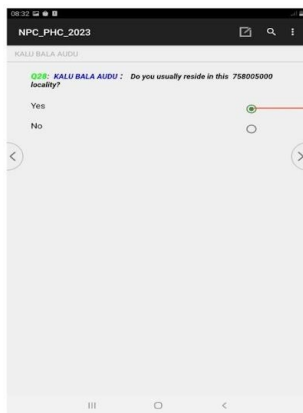 08:32
NPC_PHC_2023
KALU BALA AUDU
Q28: KALU BALA AUDU : Do you usually reside in this 758005000
locality?
Yes
No